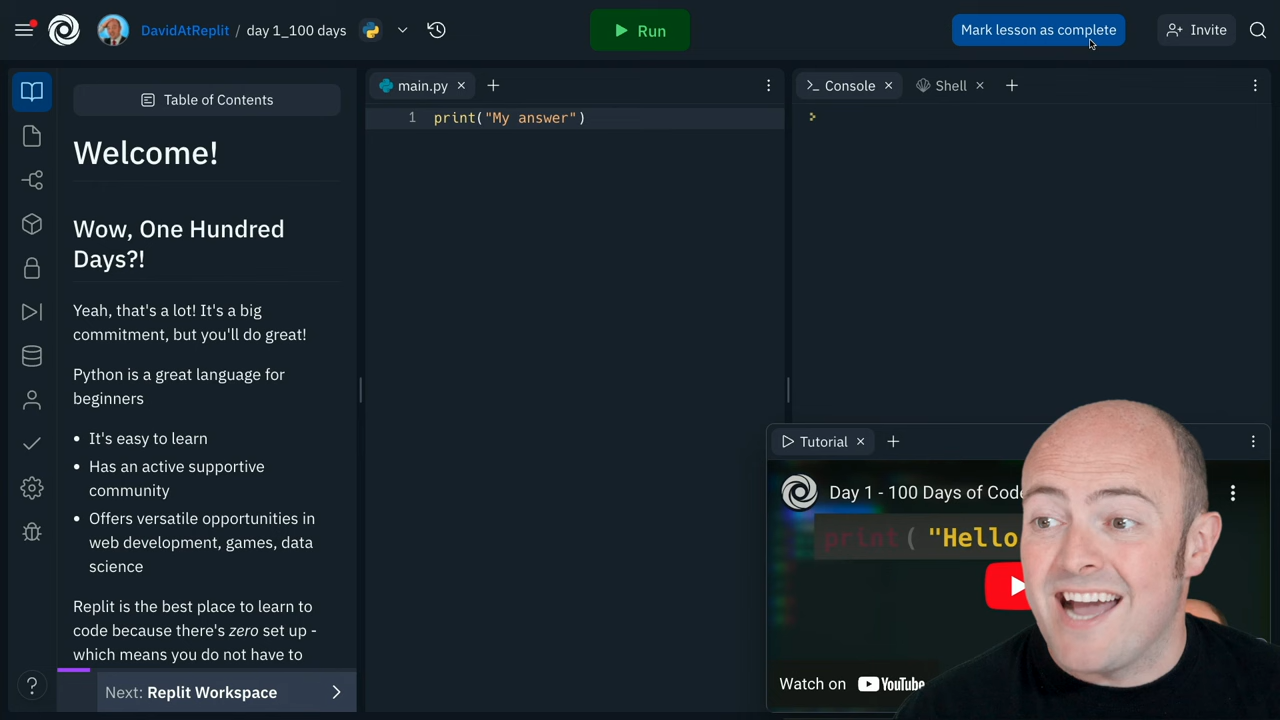 DavidAtReplit / day 1_100 days
Run
Mark lesson as complete
Invite
Table of Contents
Welcome!
Wow, One Hundred
Days?!
Yeah, that's a lot! It's a big
commitment, but you'll do great!
Python is a great language for
beginners
• It's easy to learn
• Has an active supportive
community
• Offers versatile opportunities in
web development, games, data
science
Replit is the best place to learn to
code because there's zero set up -
which means you do not have to
Next: Replit Workspace
?
main.py
1 print("My answer")
Console
Shell
Tutorial
Day 1 - 100 Days of Code
print( "Hello
Watch on YouTube